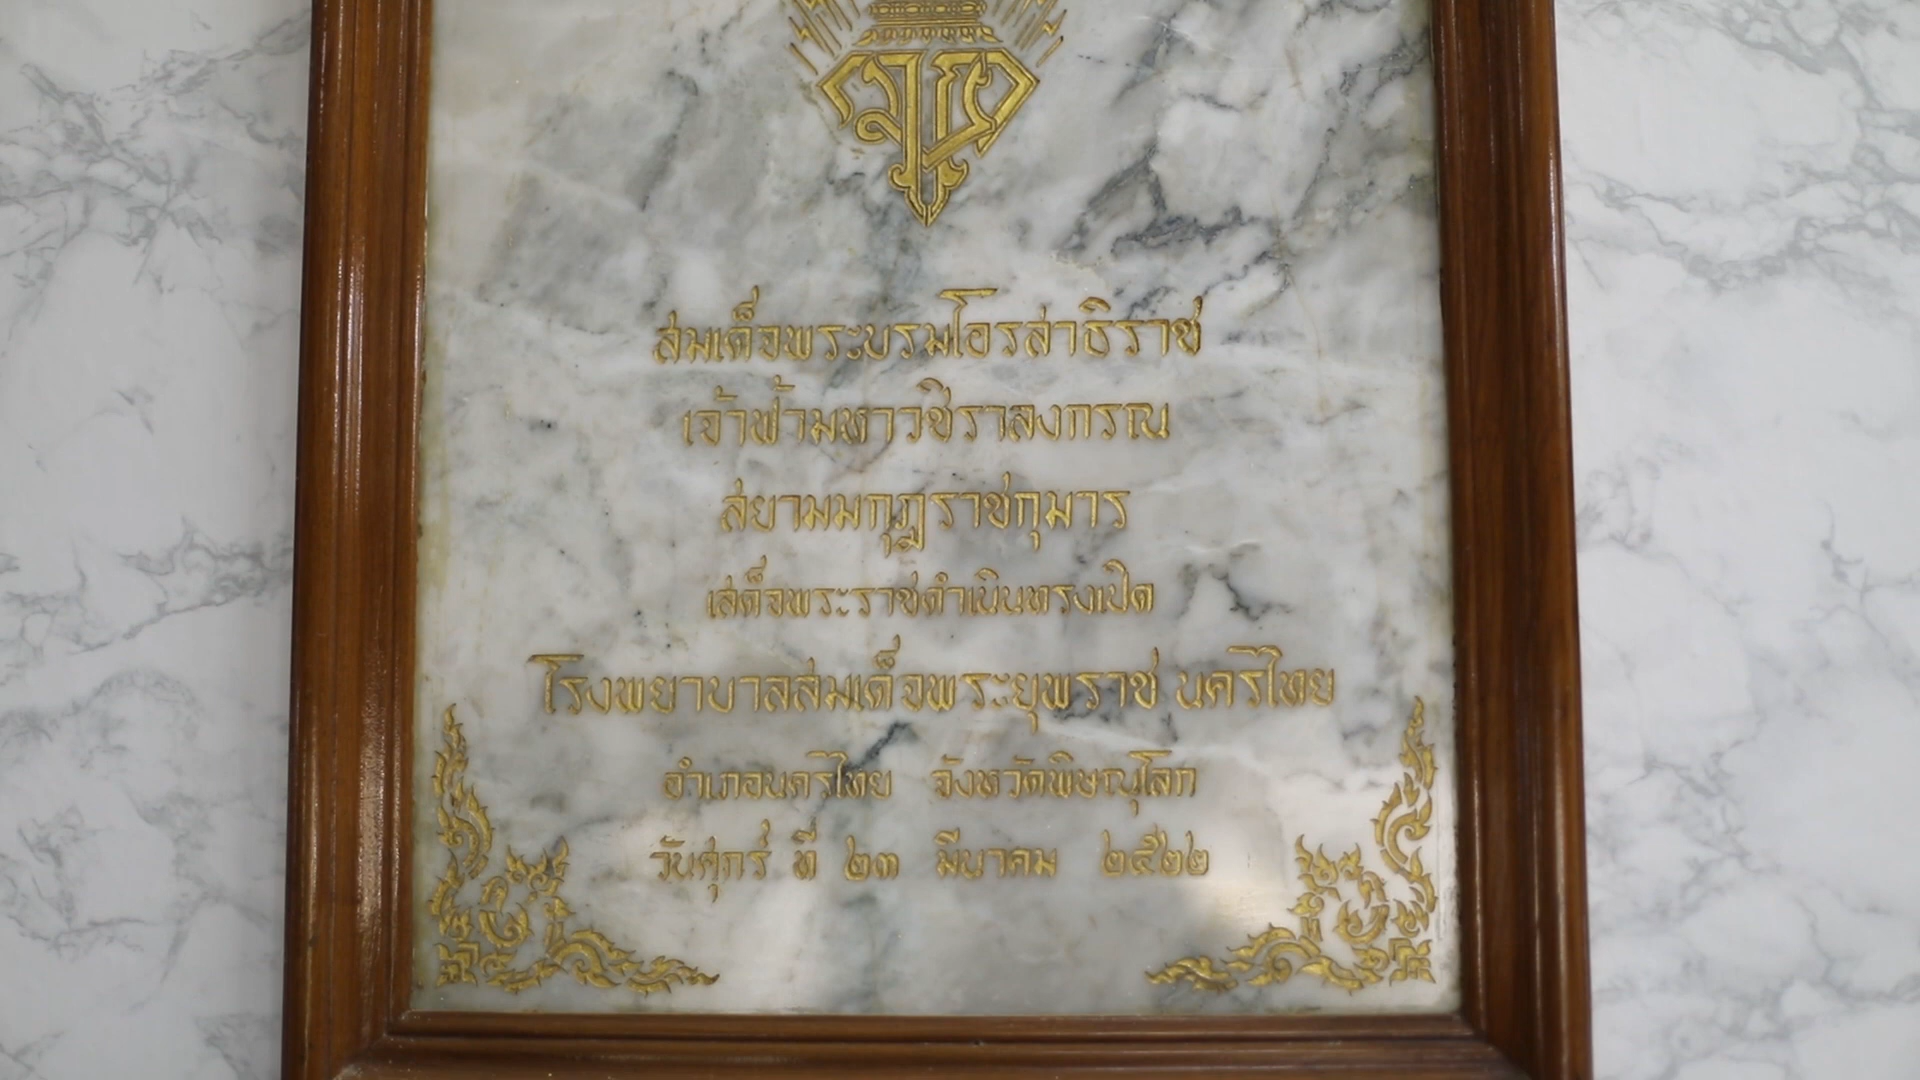 สมเด็จพระบรมโอรสาธิราช
เจ้าฟ้ามหาวชิราลงกรณ
สยามมกุฎราชกุมาร
เสด็จพระราชดำเนินทรงเปิด
โรงพยาบาลสมเด็จพระยุพราช นครไทย
อำเภอนครไทย จังหวัดพิษณุโลก
วันศุกร์ ที่ ๒๓ มีนาคม ๒๕๒๒